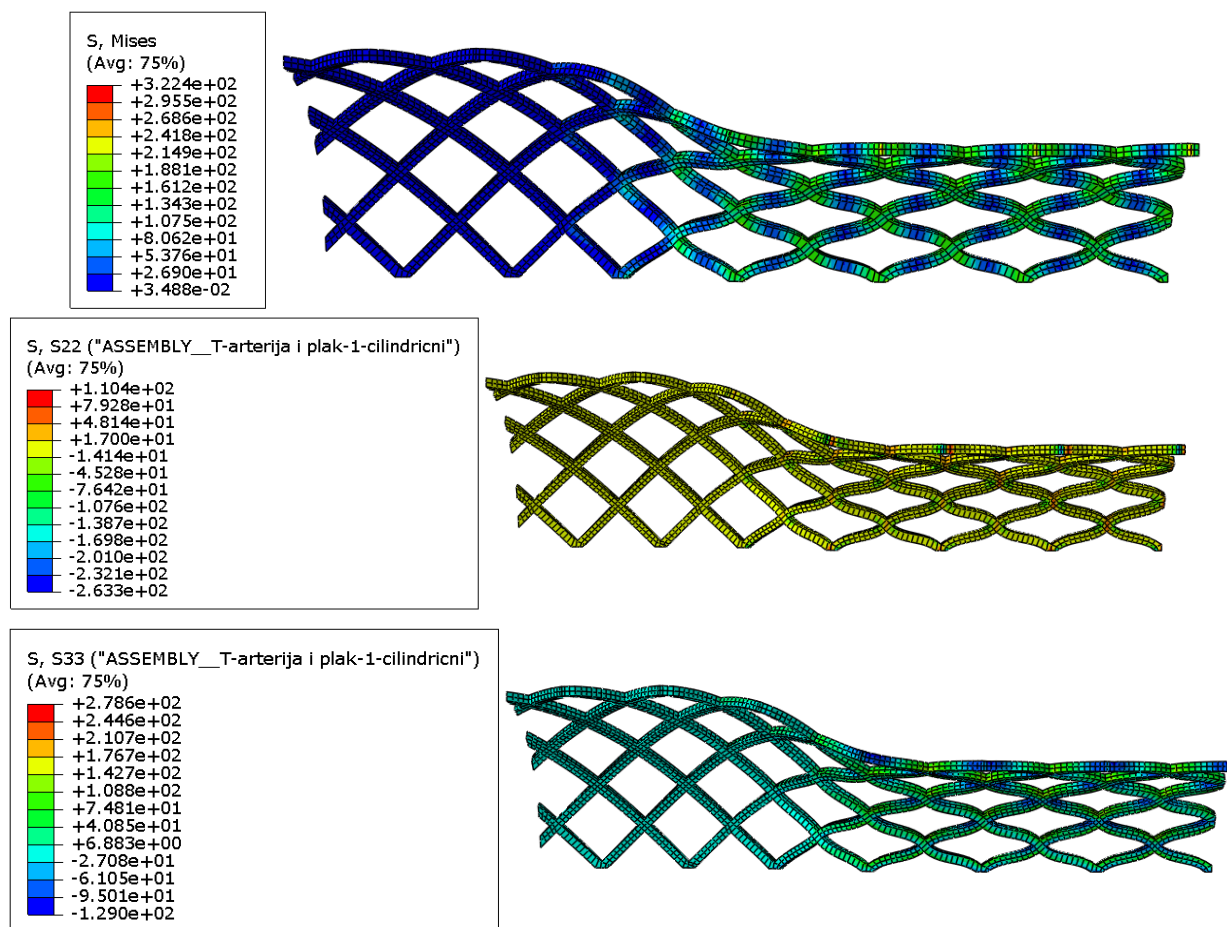 S, Mises
(Avg: 75%)
+3.224e+02
+2.955e+02
+2.686e+02
+2.418e+02
+2.149e+02
+1.881e+02
+1.612e+02
+1.343e+02
+1.075e+02
+8.062e+01
+5.376e+01
+2.690e+01
+3.488e-02
S, S22 ("ASSEMBLY__T-arterija i plak-1-cilindricni")
(Avg: 75%)
+1.104e+02
+7.928e+01
+4.814e+01
+1.700e+01
-1.414e+01
-4.528e+01
-7.642e+01
-1.076e+02
-1.387e+02
-1.698e+02
-2.010e+02
-2.321e+02
-2.633e+02
S, S33 ("ASSEMBLY__T-arterija i plak-1-cilindricni")
(Avg: 75%)
+2.786e+02
+2.446e+02
+2.107e+02
+1.767e+02
+1.427e+02
+1.088e+02
+7.481e+01
+4.085e+01
+6.883e+00
-2.708e+01
-6.105e+01
-9.501e+01
-1.290e+02